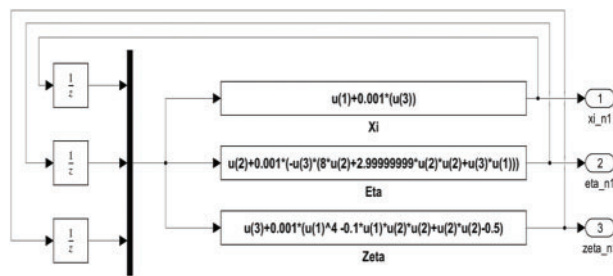 1
z
u(1)+0.001*(u(3))
Xi
1
xi_n1
1
z
u(2)+0.001*(-u(3)*(8*u(2)+2.99999999*u(2)*u(2)+u(3)*u(1)))
Eta
2
eta_n1
1
z
u(3)+0.001*(u(1)^4 -0.1*u(1)*u(2)*u(2)+u(2)*u(2)-0.5)
Zeta
3
zeta_n